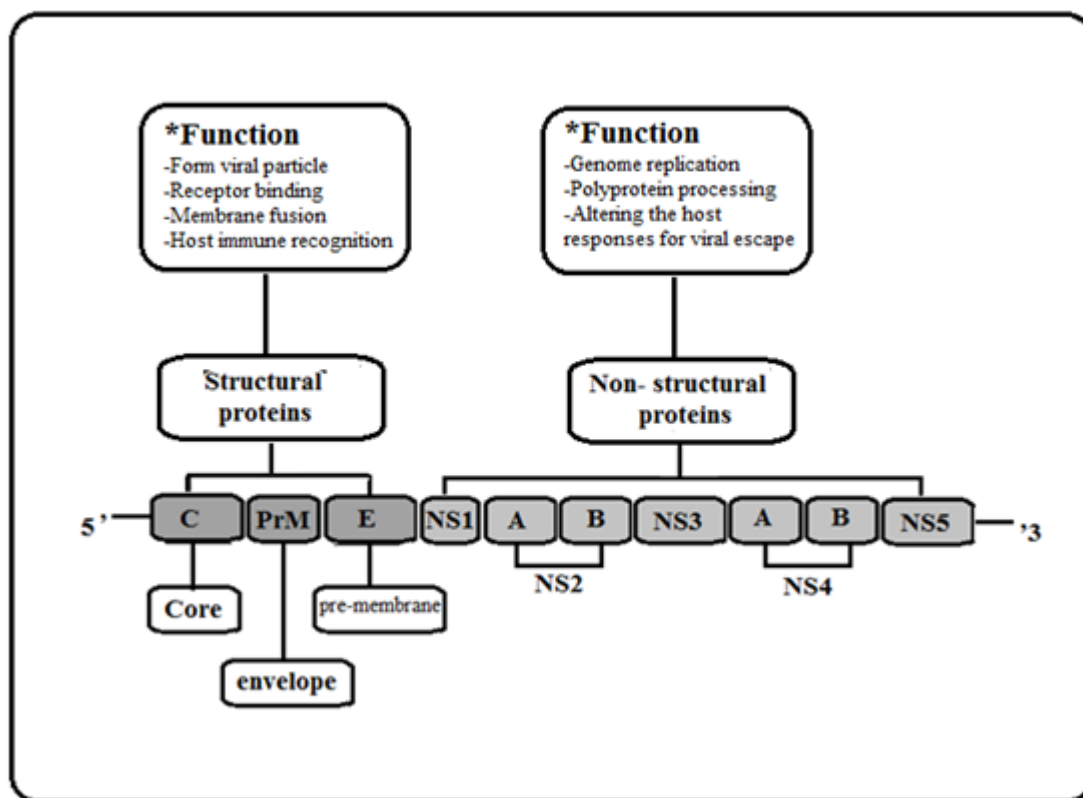 *Function
-Form viral particle
-Receptor binding
-Membrane fusion
-Host immune recognition
*Function
-Genome replication
-Polyprotein processing
-Altering the host
responses for viral escape
Structural
proteins
Non- structural
proteins
5’
C
PrM
E
NS1
A
B
NS3
A
B
NS5
’3
NS2
NS4
Core
pre-membrane
envelope